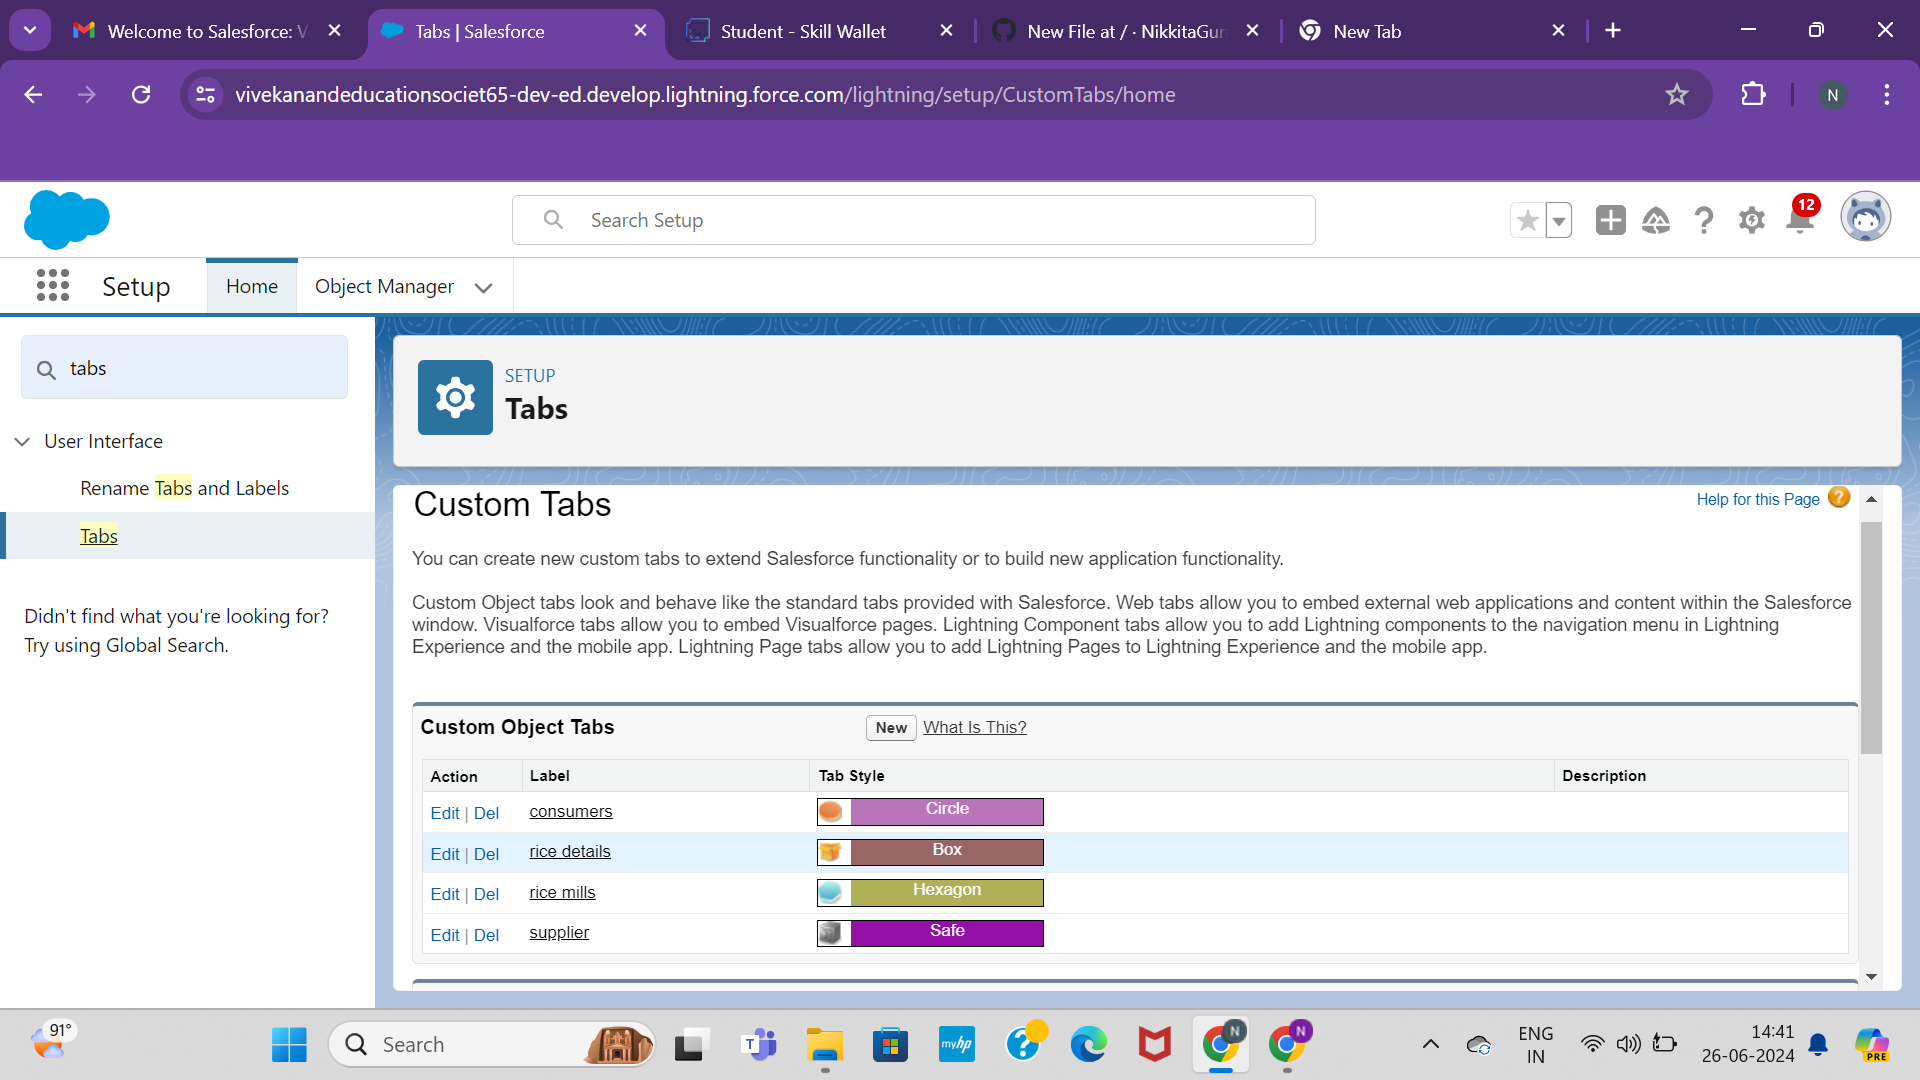 Welcome to Salesforce: V
Tabs | Salesforce
Student - Skill Wallet
New File at / · NikkitaGun
New Tab
vivekanandeducationsociet65-dev-ed.develop.lightning.force.com/lightning/setup/CustomTabs/home
N
Search Setup
12
Setup
Home
Object Manager
tabs
User Interface
Rename Tabs and Labels
Tabs
Didn't find what you're looking for?
Try using Global Search.
SETUP
Tabs
Custom Tabs
Help for this Page
You can create new custom tabs to extend Salesforce functionality or to build new application functionality.
Custom Object tabs look and behave like the standard tabs provided with Salesforce. Web tabs allow you to embed external web applications and content within the Salesforce
window. Visualforce tabs allow you to embed Visualforce pages. Lightning Component tabs allow you to add Lightning components to the navigation menu in Lightning
Experience and the mobile app. Lightning Page tabs allow you to add Lightning Pages to Lightning Experience and the mobile app.
Custom Object Tabs
New
What Is This?
Action Label Tab Style Description
Edit | Del consumers Circle
Edit | Del rice details Box
Edit | Del rice mills Hexagon
Edit | Del supplier Safe
91°
Search
T
myhp
N
N
ENG
IN
14:41
26-06-2024
PRE